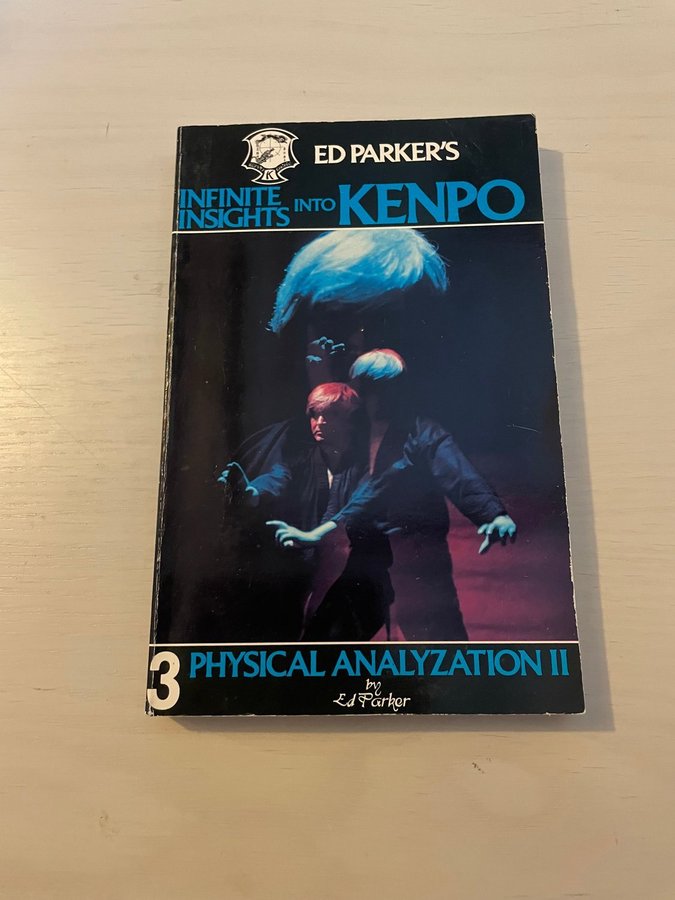 ED PARKER'S
INFINITE
INSIGHTS INTO KENPO
3 PHYSICAL ANALYZATION II
by
Ed Parker